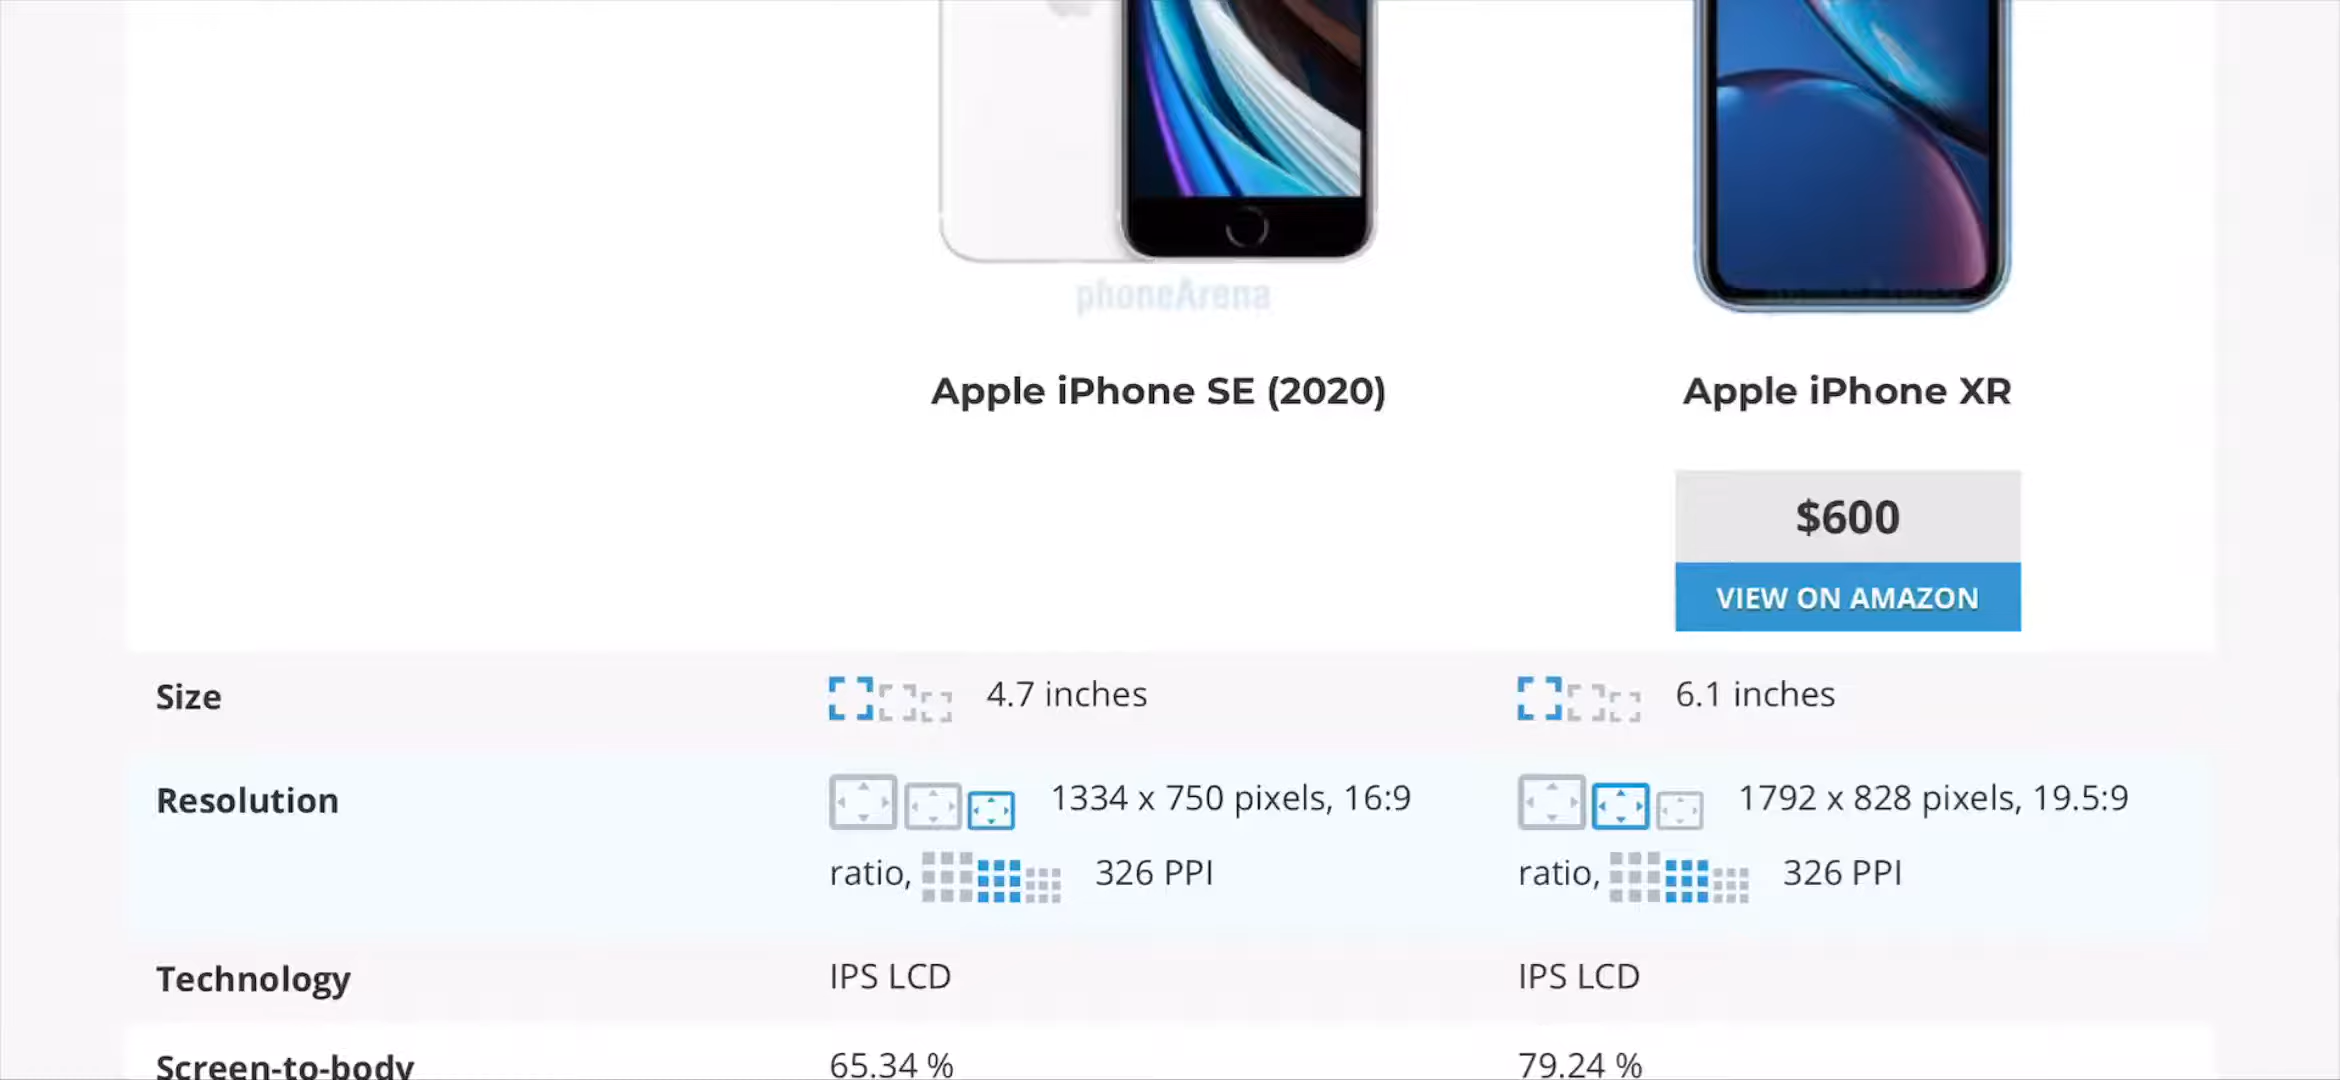 phoneArena
Apple iPhone SE (2020)
Apple iPhone XR
$600
VIEW ON AMAZON
Size
4.7 inches
6.1 inches
Resolution
1334 x 750 pixels, 16:9
ratio, 326 PPI
1792 x 828 pixels, 19.5:9
ratio, 326 PPI
Technology
IPS LCD
IPS LCD
Screen-to-body
65.34 %
79.24 %